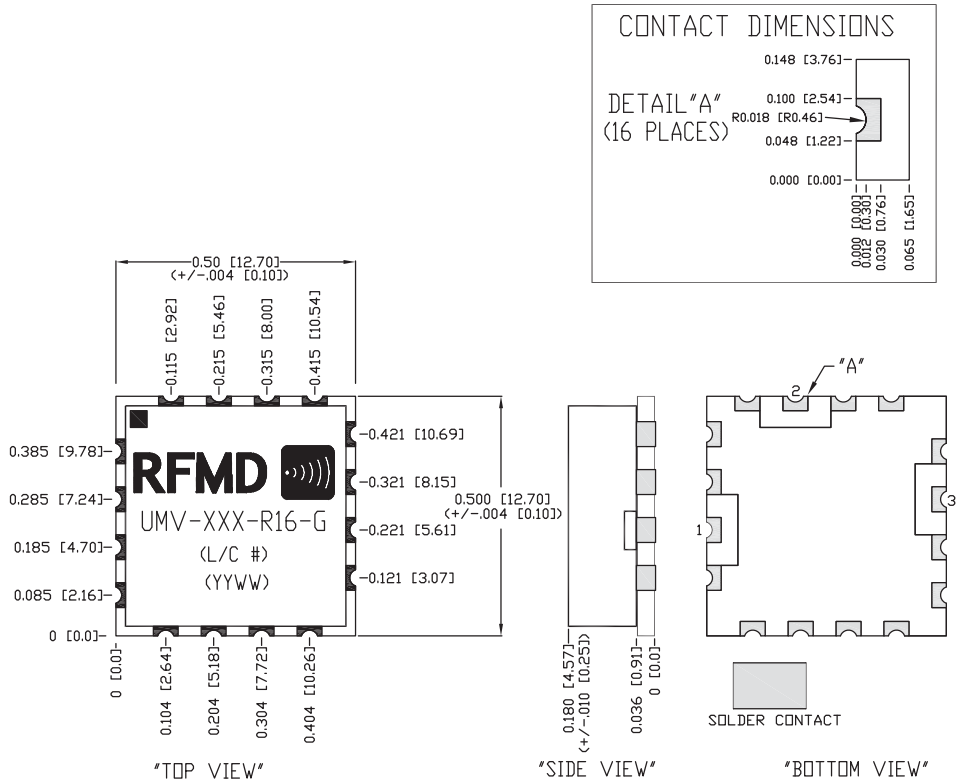 CONTACT DIMENSIONS
0.148 [3.76]
DETAIL"A"
(16 PLACES)
0.100 [2.54]
R0.018 [R0.46]
0.048 [1.22]
0.000 [0.00]
0.000 [0.00]
0.012 [0.30]
0.030 [0.76]
0.065 [1.65]
0.50 [12.70]
(+/-.004 [0.10])
0.115 [2.92]
0.215 [5.46]
0.315 [8.00]
0.415 [10.54]
0.385 [9.78]
0.285 [7.24]
0.185 [4.70]
0.085 [2.16]
0 [0.0]
RFMD
UMV-XXX-R16-G
(L/C #)
(YYWW)
0.421 [10.69]
0.321 [8.15]
0.221 [5.61]
0.121 [3.07]
0.500 [12.70]
(+/-.004 [0.10])
0 [0.0]
0.104 [2.64]
0.204 [5.18]
0.304 [7.72]
0.404 [10.26]
"TOP VIEW"
0.180 [4.57]
(+/-.010 [0.25])
0.036 [0.91]
0 [0.0]
"SIDE VIEW"
"A"
2
1
3
SOLDER CONTACT
"BOTTOM VIEW"